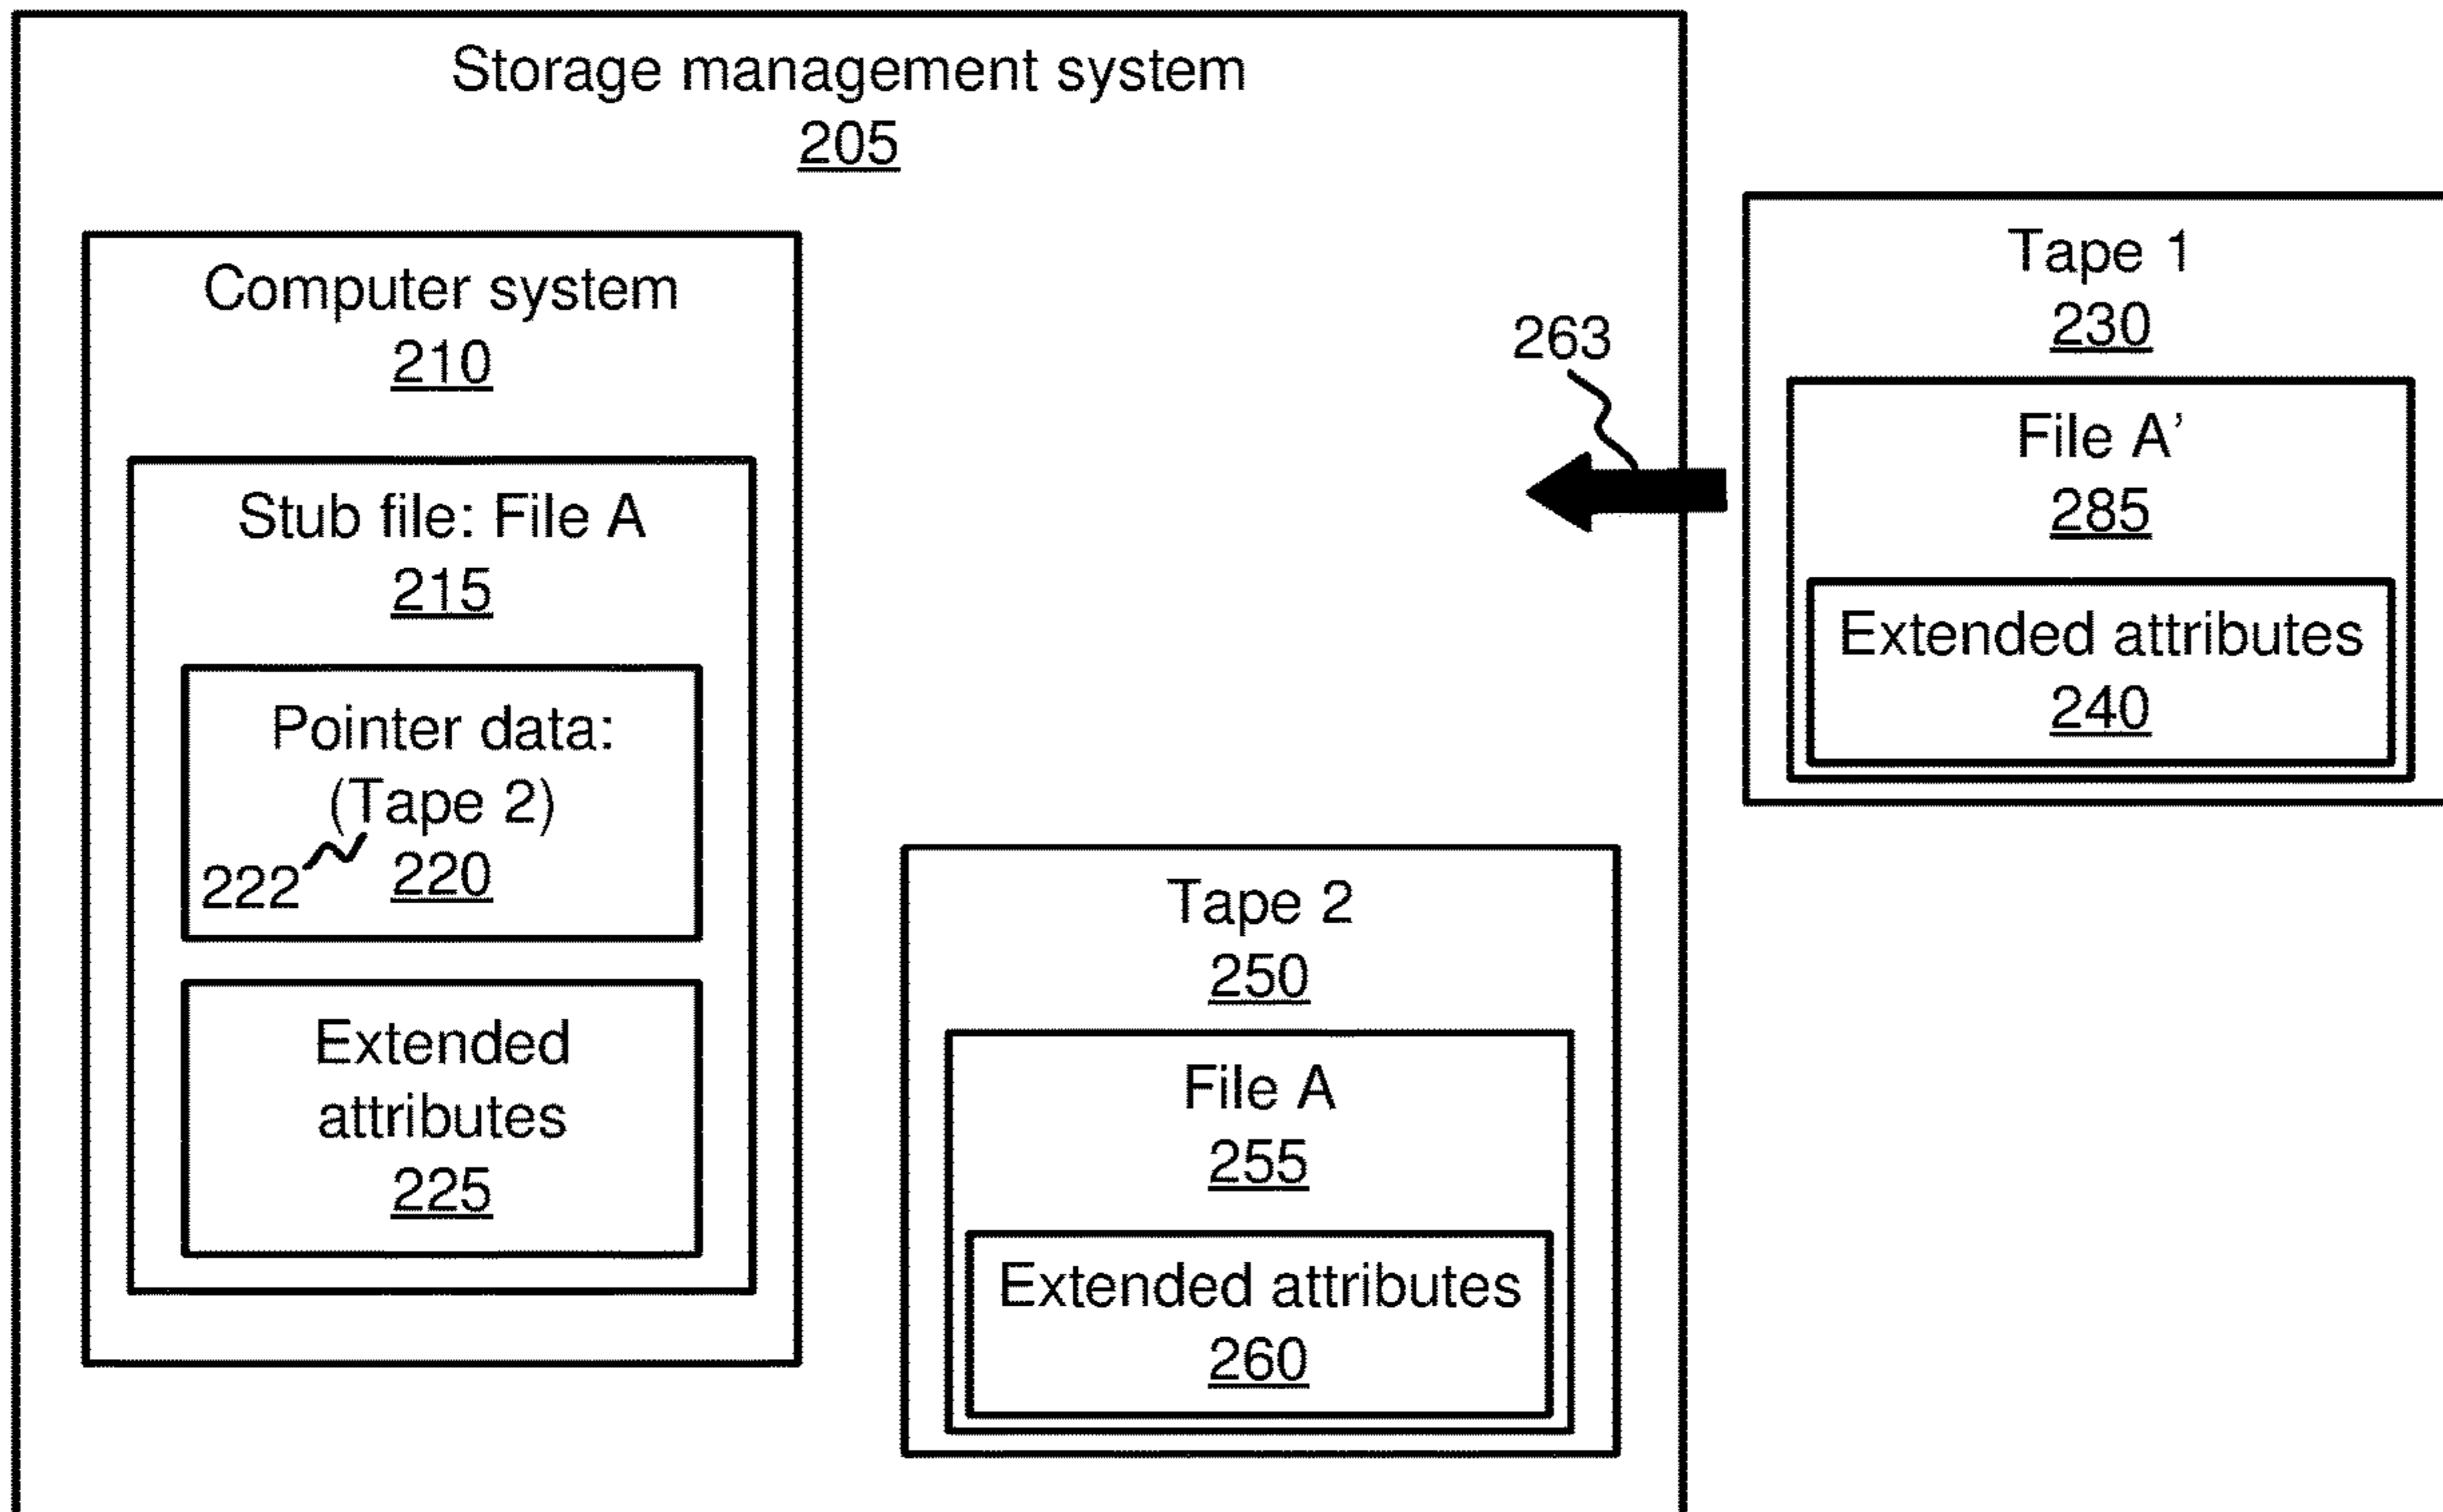 Storage management system
205
Computer system
210
Stub file: File A
215
Pointer data:
(Tape 2)
222
220
Extended
attributes
225
263
Tape 1
230
File A’
285
Extended attributes
240
Tape 2
250
File A
255
Extended attributes
260